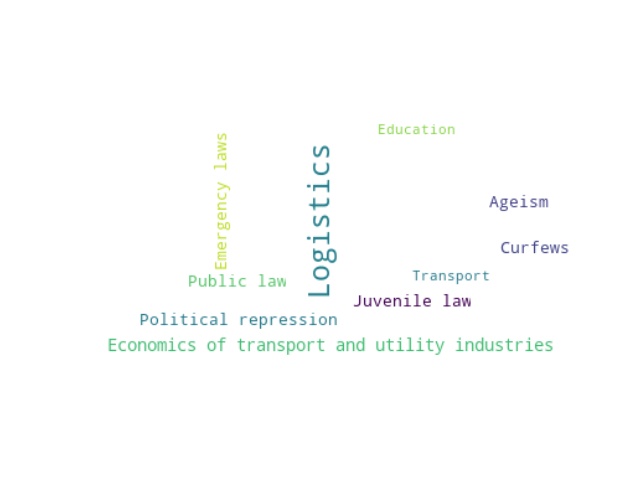 Education
Emergency laws
Logistics
Ageism
Curfews
Transport
Public law
Juvenile law
Political repression
Economics of transport and utility industries